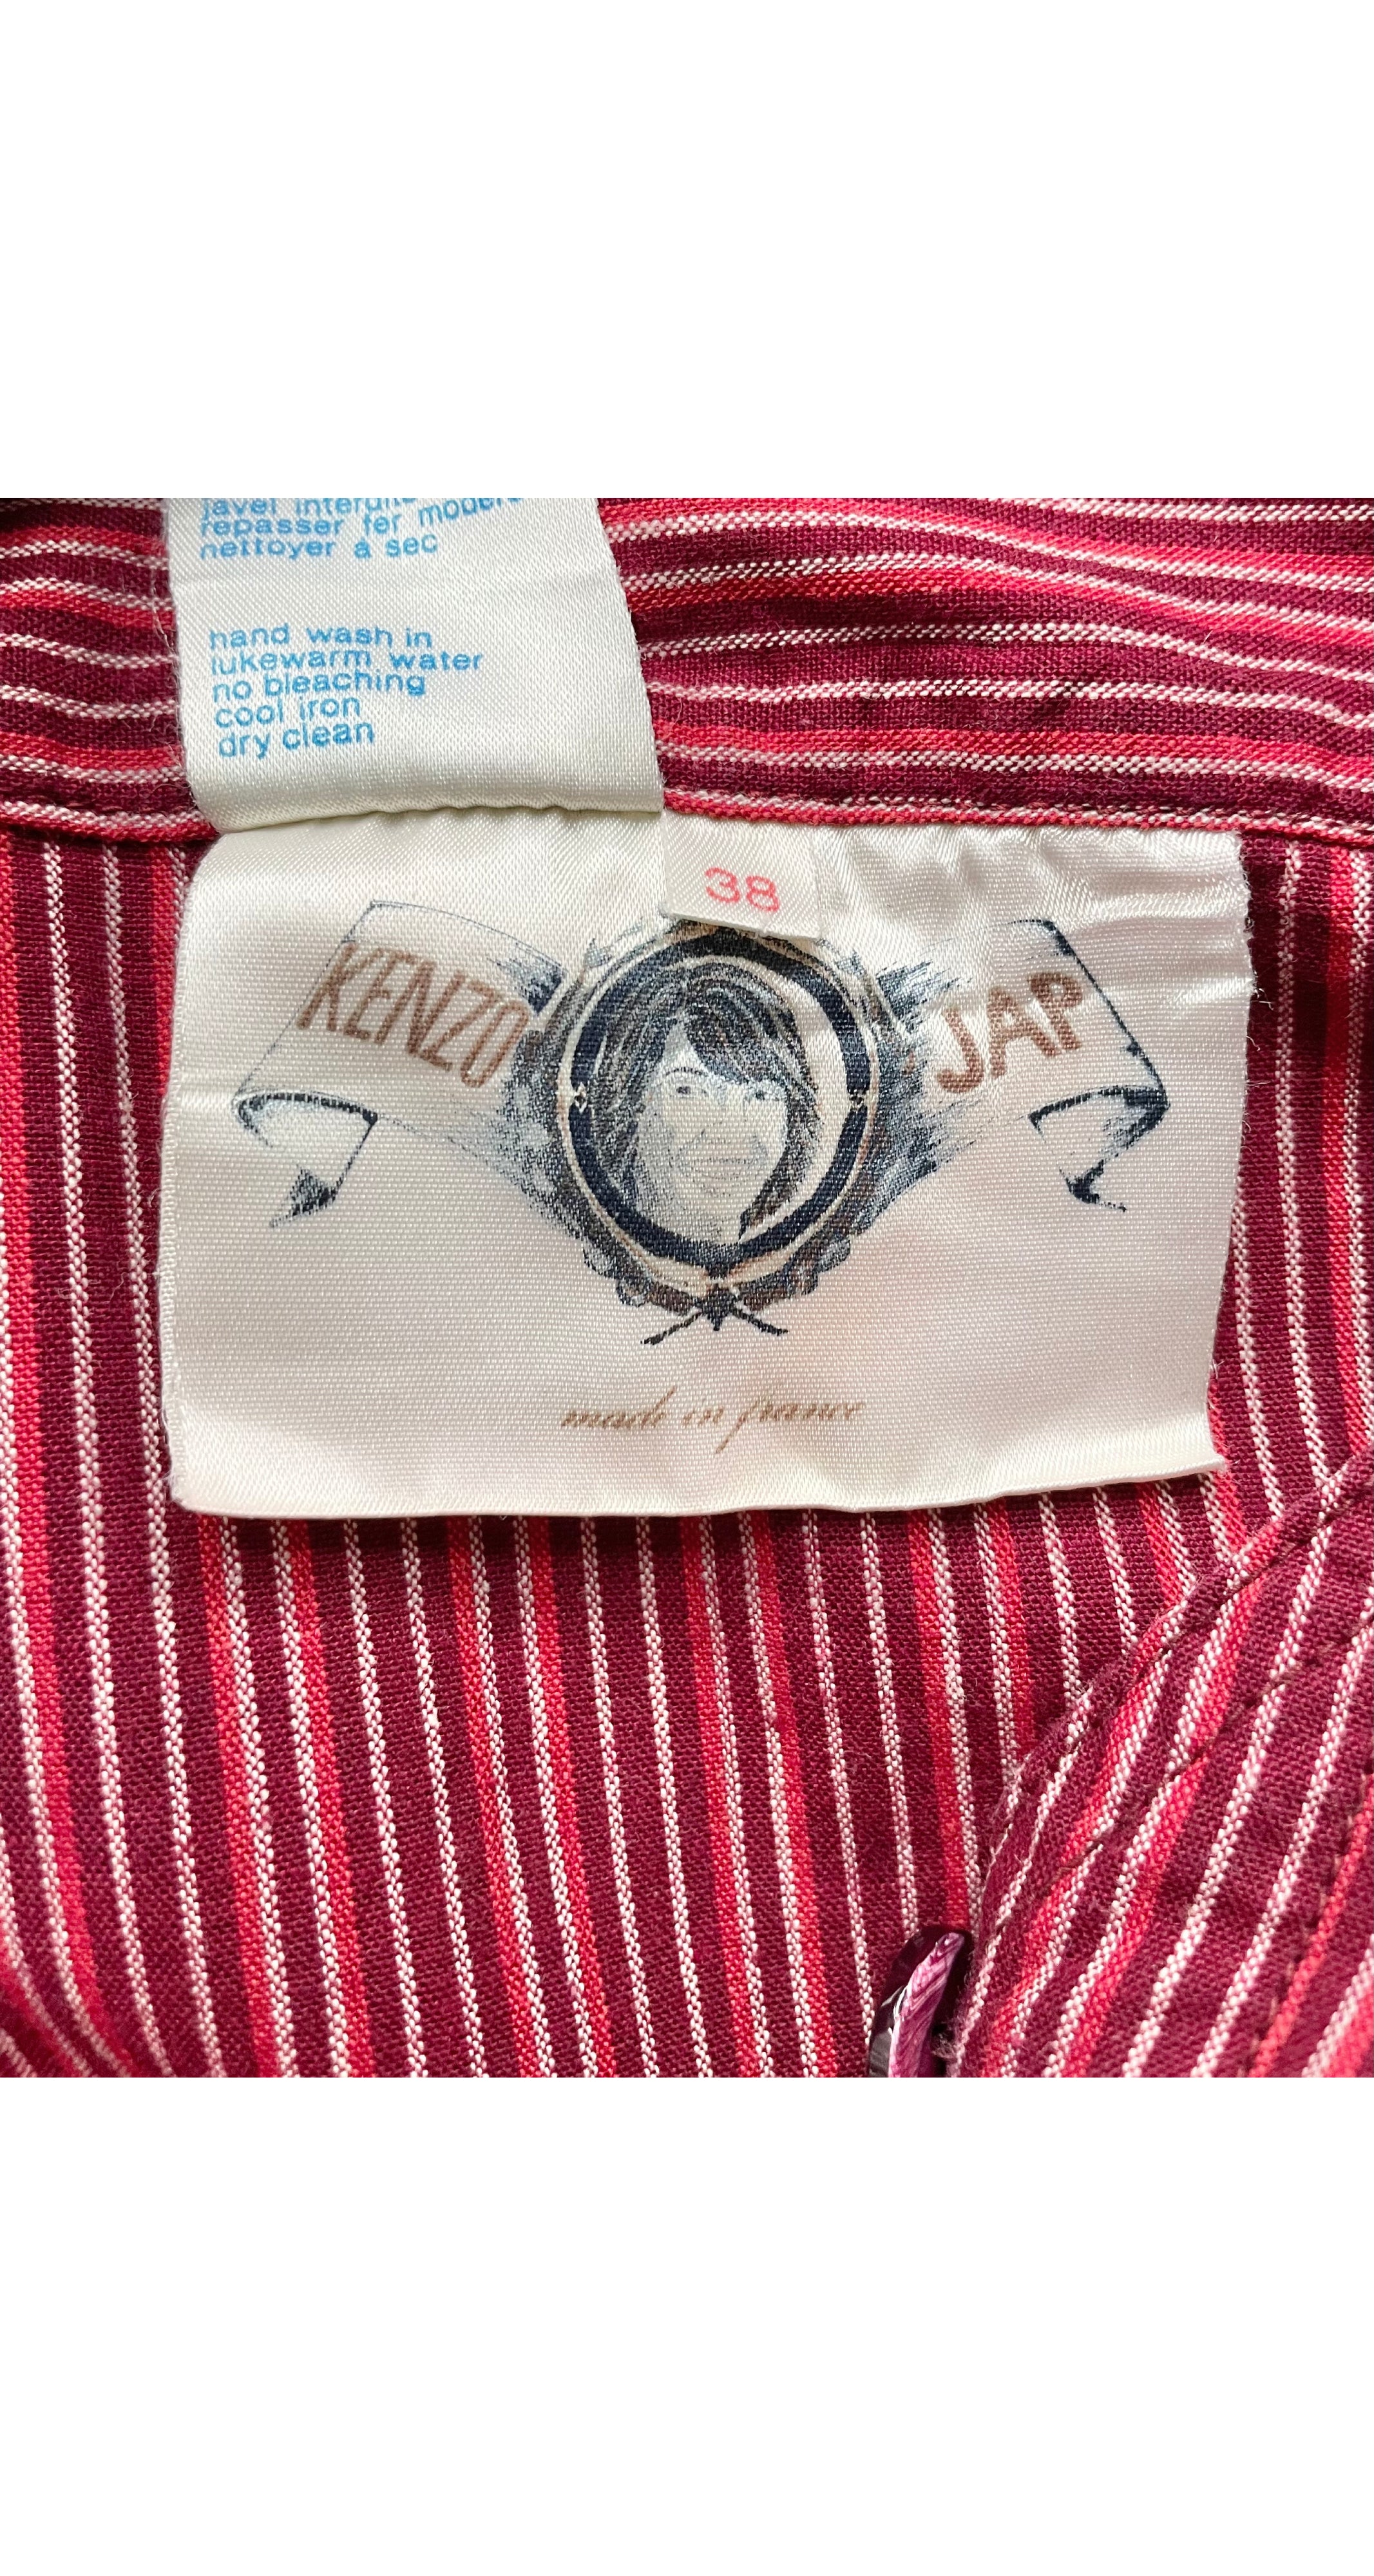 javel interdit
repasser fer modéré
nettoyer à sec
hand wash in
lukewarm water
no bleaching
cool iron
dry clean
38
KENZO JAP
made in france